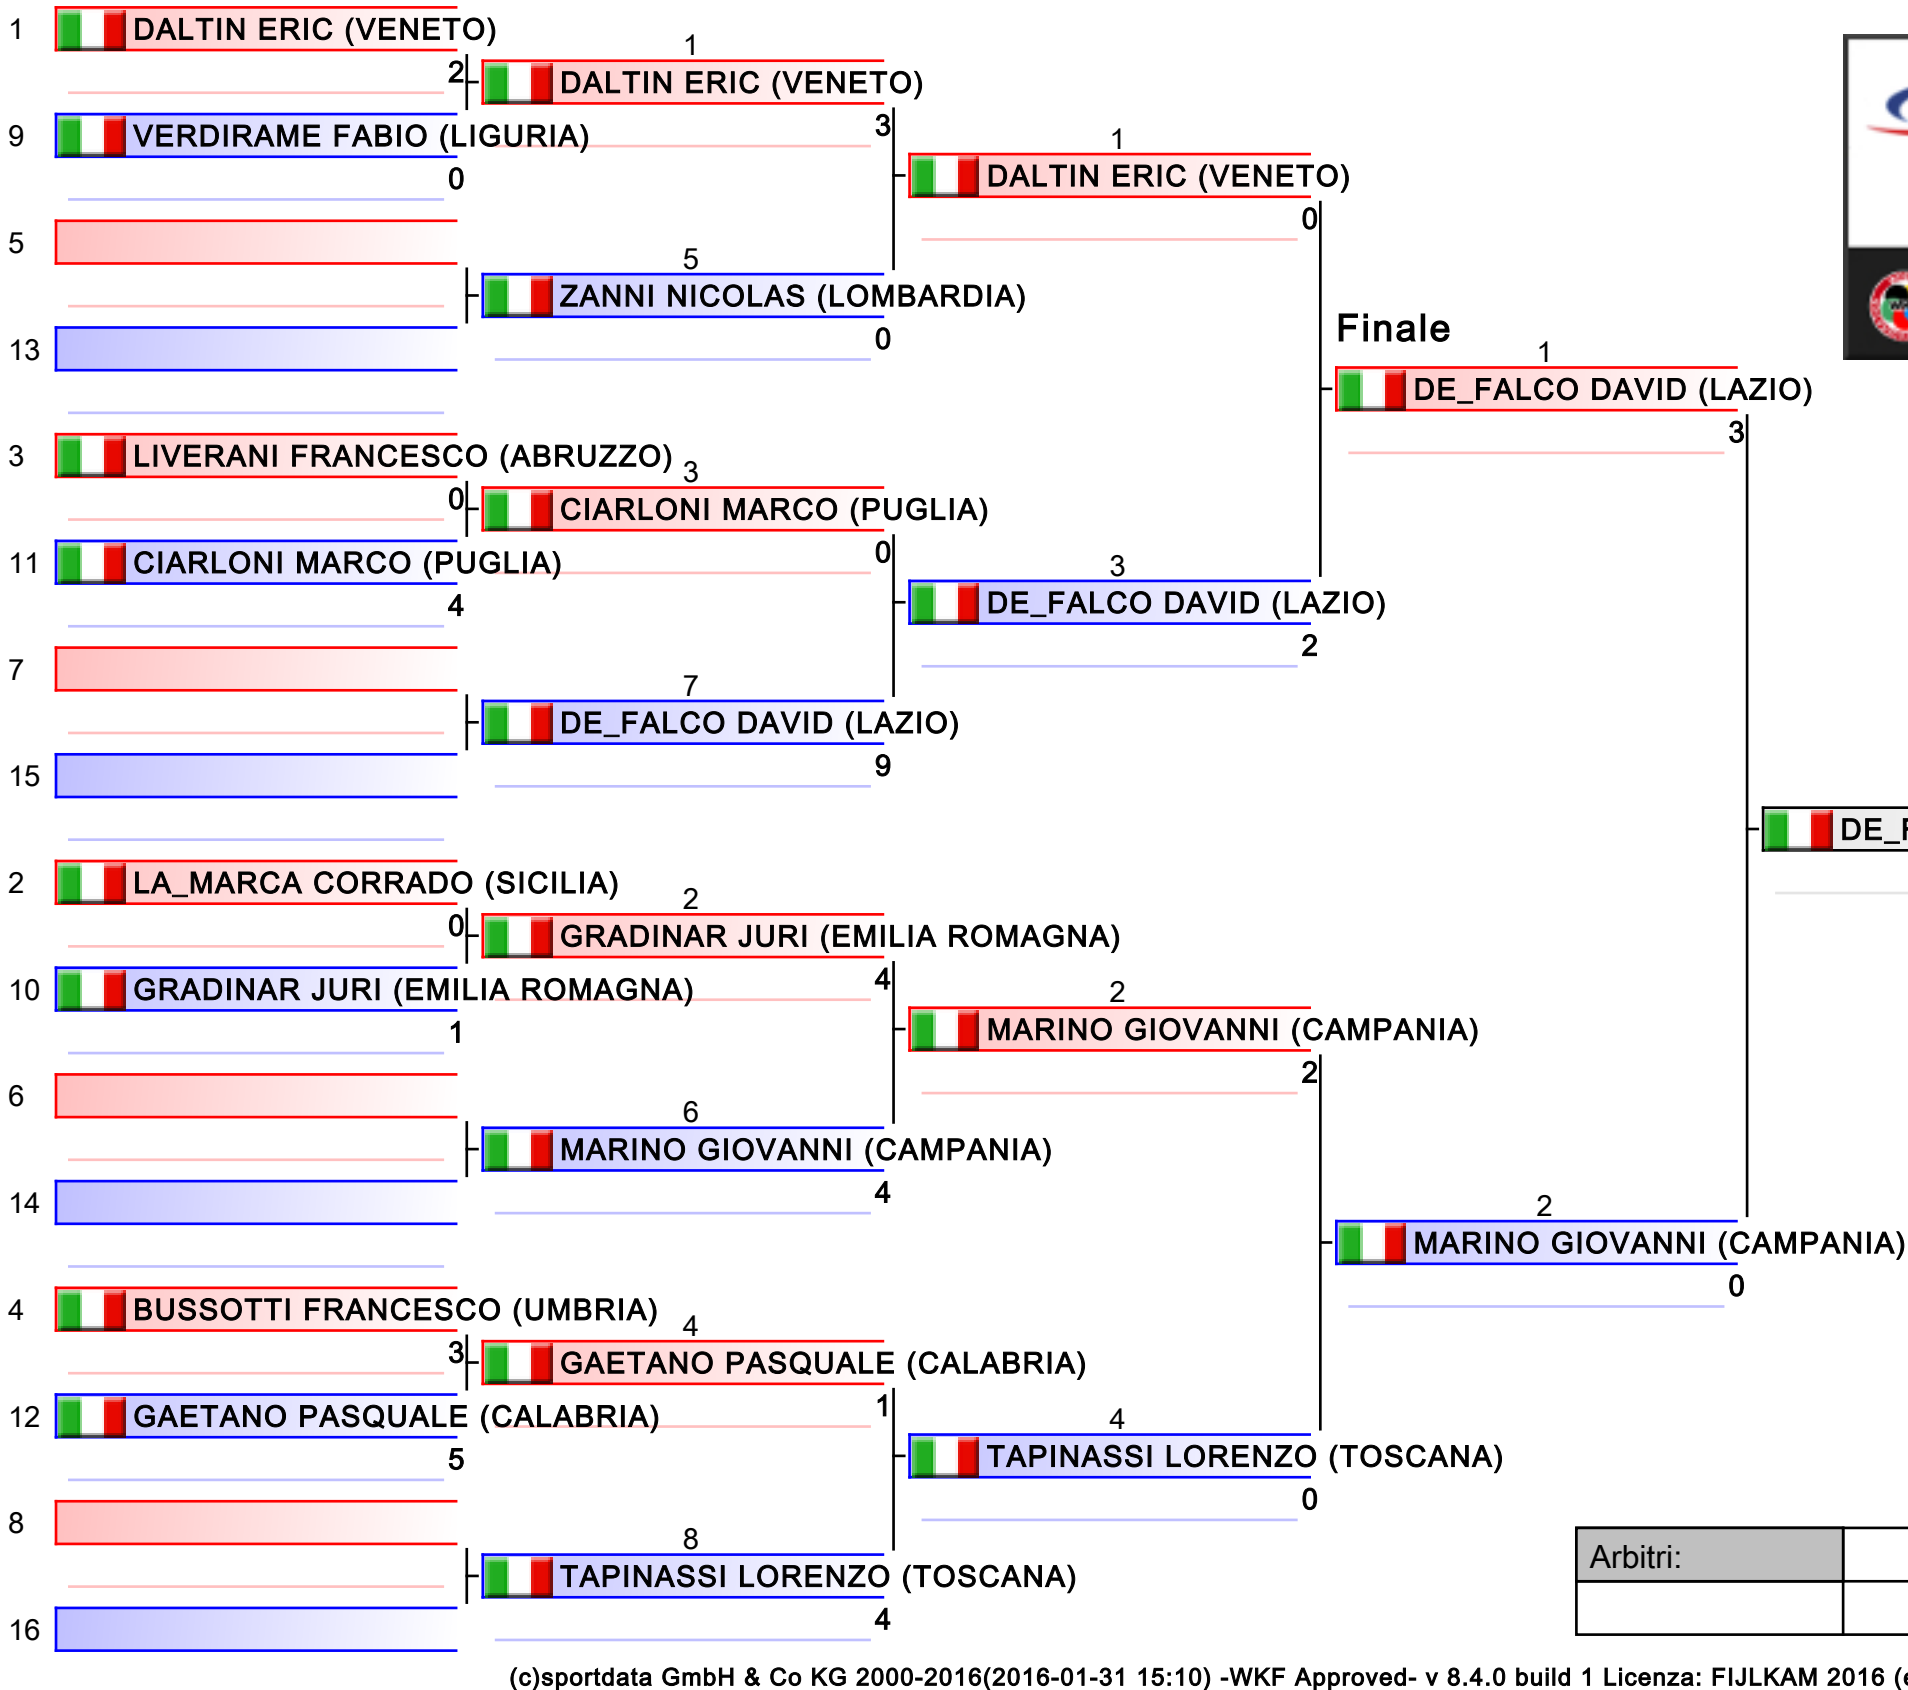 1 DALTIN ERIC (VENETO)
2
9 VERDIRAME FABIO (LIGURIA)
0
5
13
3 LIVERANI FRANCESCO (ABRUZZO)
0
11 CIARLONI MARCO (PUGLIA)
4
7
15
2 LA_MARCA CORRADO (SICILIA)
0
10 GRADINAR JURI (EMILIA ROMAGNA)
1
6
14
4 BUSSOTTI FRANCESCO (UMBRIA)
3
12 GAETANO PASQUALE (CALABRIA)
5
8
16
1
DALTIN ERIC (VENETO)
3
5
ZANNI NICOLAS (LOMBARDIA)
0
3
CIARLONI MARCO (PUGLIA)
0
7
DE_FALCO DAVID (LAZIO)
9
2
GRADINAR JURI (EMILIA ROMAGNA)
4
6
MARINO GIOVANNI (CAMPANIA)
4
4
GAETANO PASQUALE (CALABRIA)
1
8
TAPINASSI LORENZO (TOSCANA)
4
1
DALTIN ERIC (VENETO)
0
3
DE_FALCO DAVID (LAZIO)
2
2
MARINO GIOVANNI (CAMPANIA)
2
4
TAPINASSI LORENZO (TOSCANA)
0
Finale
1
DE_FALCO DAVID (LAZIO)
3
2
MARINO GIOVANNI (CAMPANIA)
0
Arbitri:
(c)sportdata GmbH & Co KG 2000-2016(2016-01-31 15:10) -WKF Approved- v 8.4.0 build 1 Licenza: FIJLKAM 2016